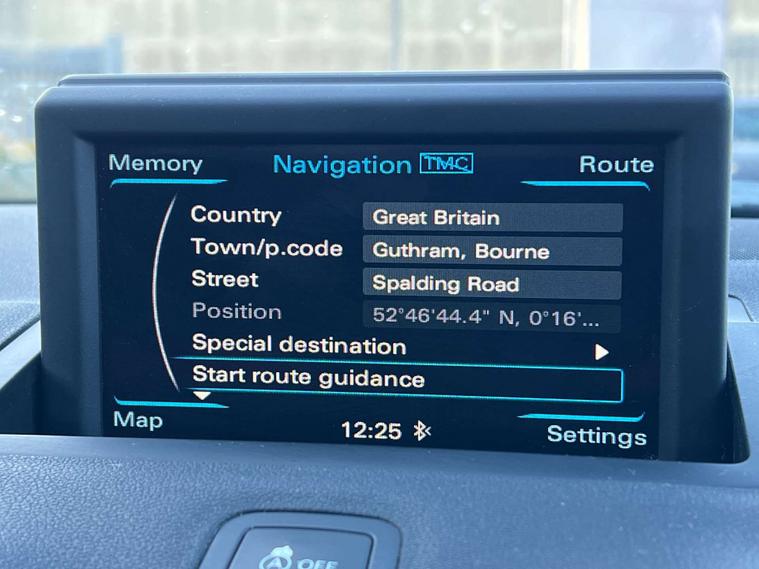 Memory Navigation TMC Route
Country Great Britain
Town/p.code Guthram, Bourne
Street Spalding Road
Position 52°46'44.4" N, 0°16'...
Special destination
Start route guidance
Map 12:25 Settings
A OFF